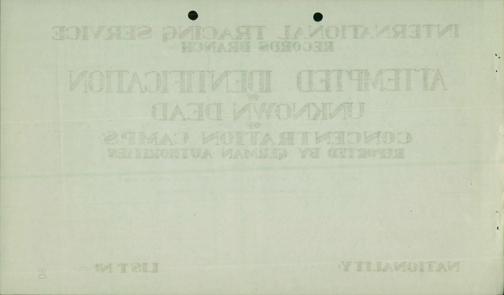 INTERNATIONAL TRACING SERVICE
RECORDS BRANCH
ATTEMPTED IDENTIFICATION
OF
UNKNOWN DEAD
OF
CONCENTRATION CAMPS
REPORTED BY GERMAN AUTHORITIES
NATIONALITY LIST Nº